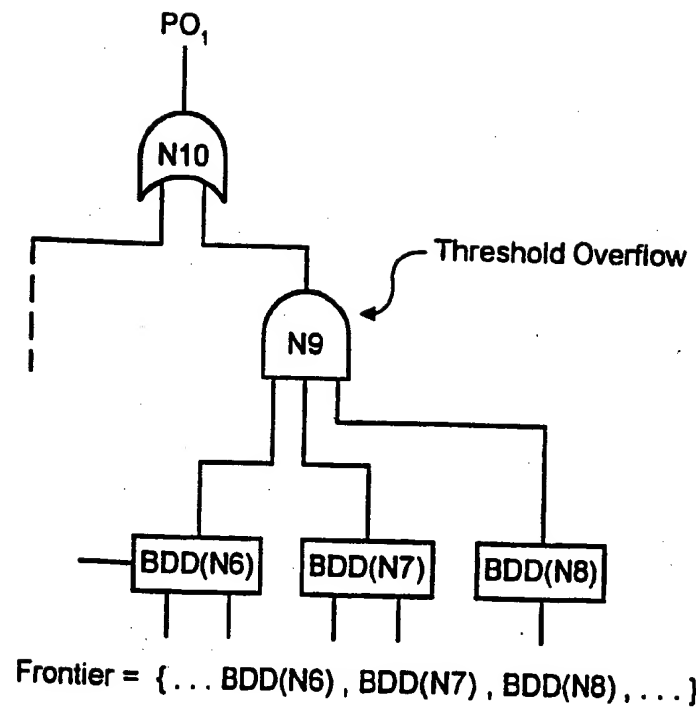 PO₁
N10
Threshold Overflow
N9
BDD(N6)
BDD(N7)
BDD(N8)
Frontier = {... BDD(N6), BDD(N7), BDD(N8), ...}